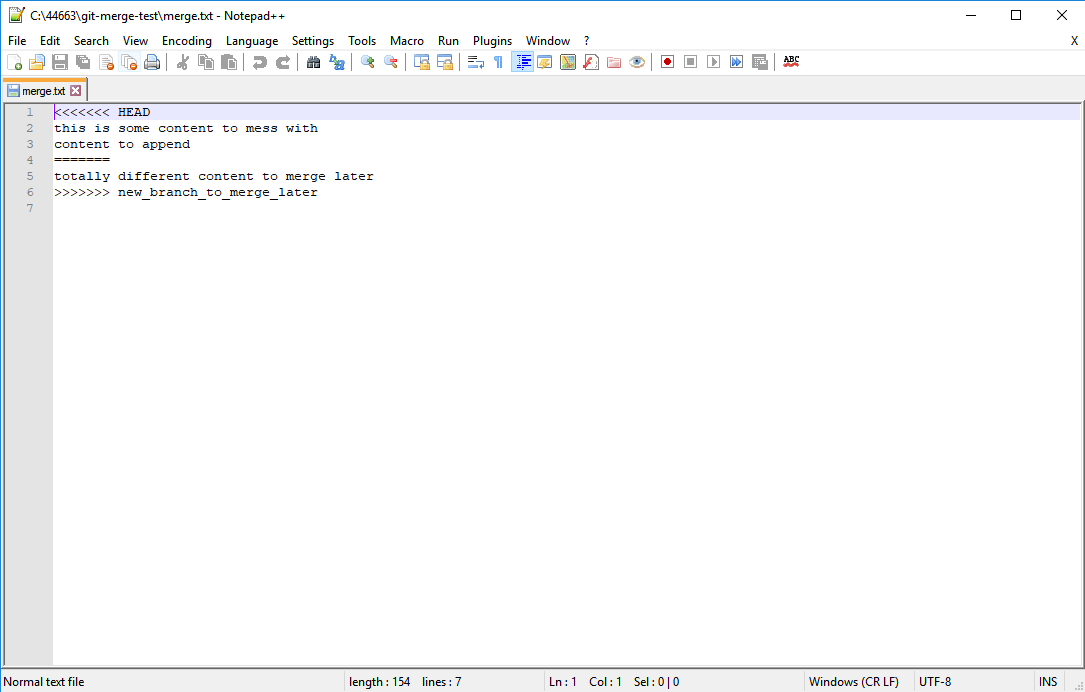 C:\44663\git-merge-test\merge.txt - Notepad++
File Edit Search View Encoding Language Settings Tools Macro Run Plugins Window ? X
ABC
merge.txt
1 <<<<<<< HEAD
2 this is some content to mess with
3 content to append
4 =======
5 totally different content to merge later
6 >>>>>>> new_branch_to_merge_later
7
Normal text file length : 154 lines : 7 Ln : 1 Col : 1 Sel : 0 | 0 Windows (CR LF) UTF-8 INS